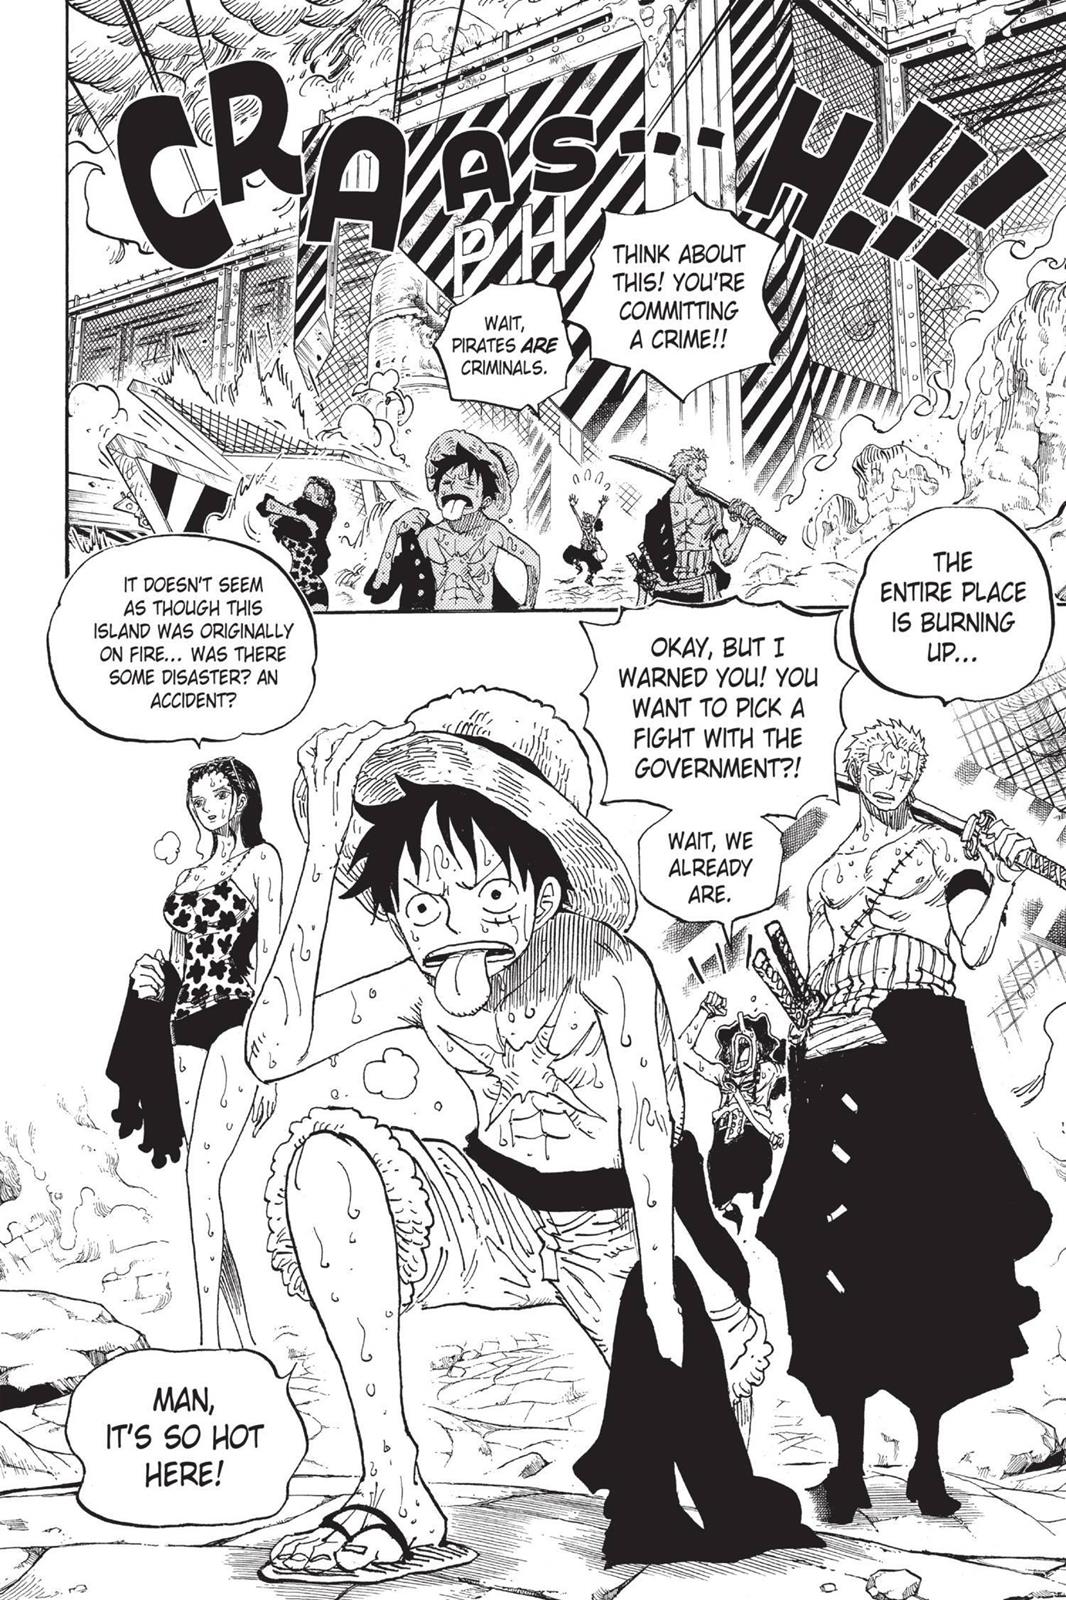 CRAAS--H!!!
PH
THINK ABOUT
THIS! YOU'RE
COMMITTING
A CRIME!!
WAIT,
PIRATES ARE
CRIMINALS.
THE
ENTIRE PLACE
IS BURNING
UP...
OKAY, BUT I
WARNED YOU! YOU
WANT TO PICK A
FIGHT WITH THE
GOVERNMENT?!
WAIT, WE
ALREADY
ARE.
IT DOESN'T SEEM
AS THOUGH THIS
ISLAND WAS ORIGINALLY
ON FIRE... WAS THERE
SOME DISASTER? AN
ACCIDENT?
MAN,
IT'S SO HOT
HERE!